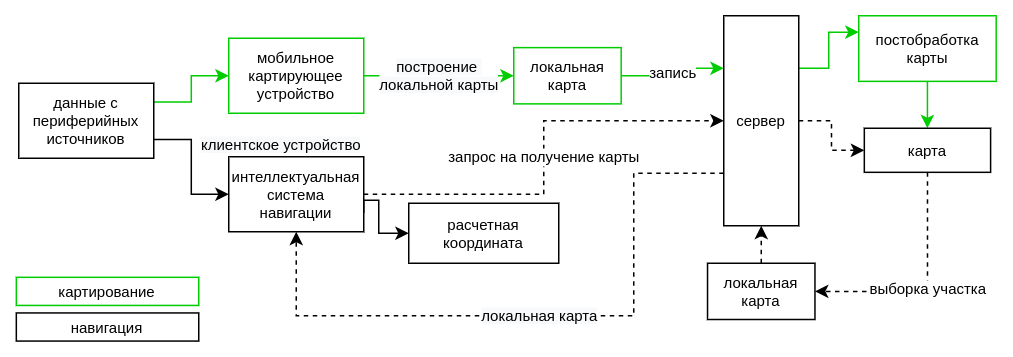 данные с
периферийных
источников
мобильное
картирующее
устройство
построение
локальной карты
локальная
карта
запись
сервер
постобработка
карты
карта
клиентское устройство
интеллектуальная
система
навигации
запрос на получение карты
расчетная
координата
локальная
карта
выборка участка
локальная карта
картирование
навигация